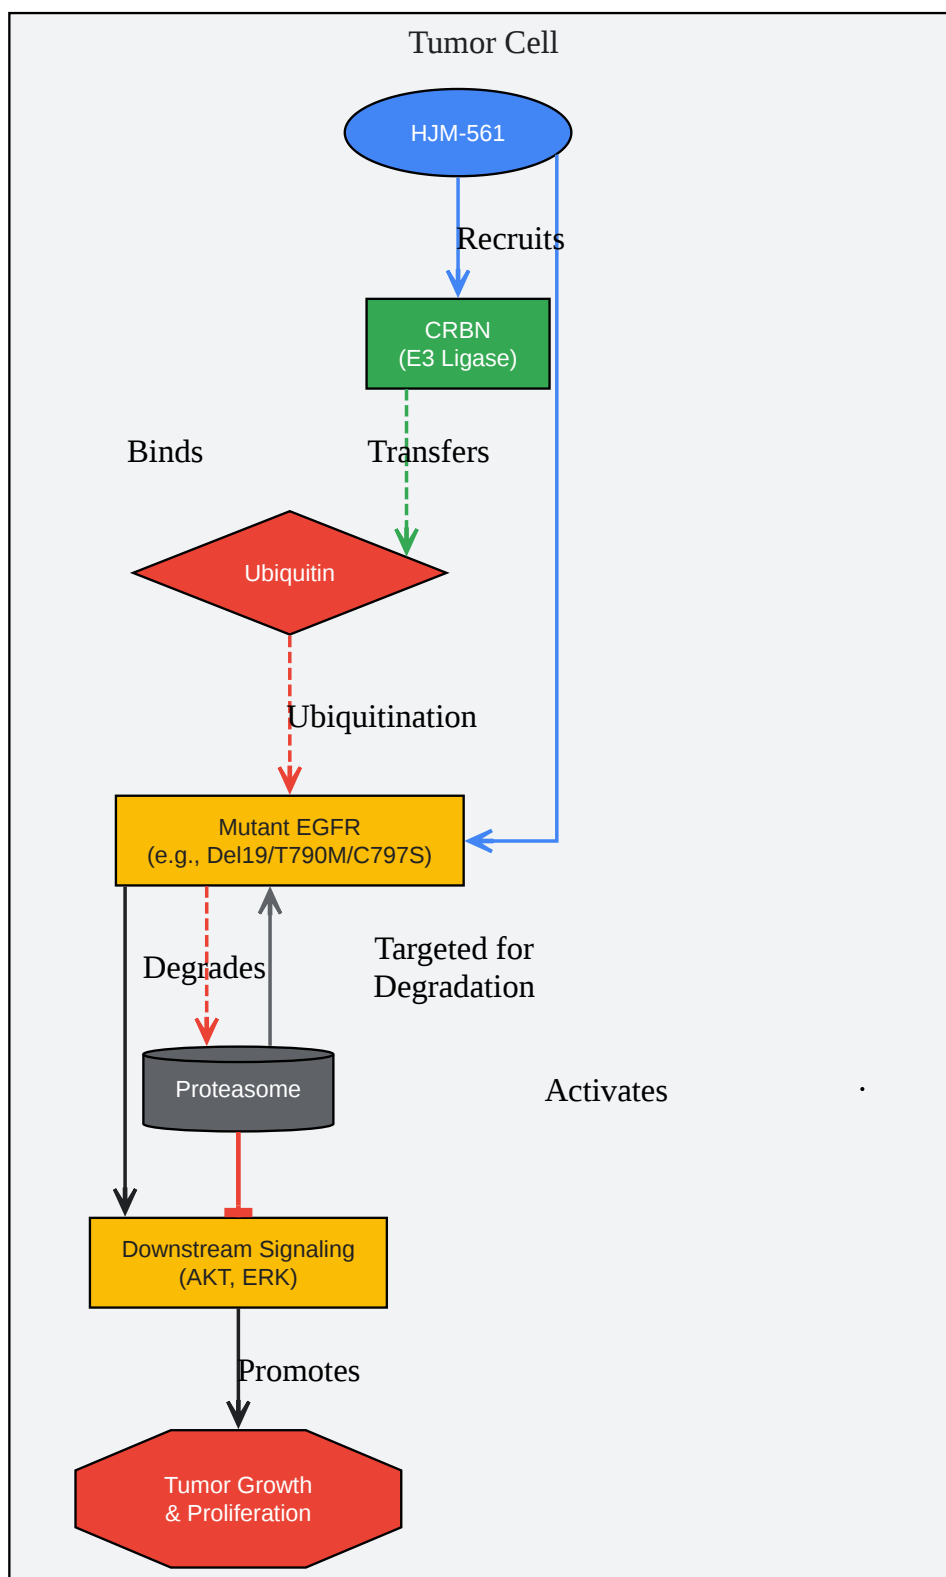 Tumor Cell
HJM-561
Recruits
CRBN
(E3 Ligase)
Binds
Transfers
Ubiquitin
Ubiquitination
Mutant EGFR
(e.g., Del19/T790M/C797S)
Degrades
Targeted for
Degradation
Proteasome
Activates
.
Downstream Signaling
(AKT, ERK)
Promotes
Tumor Growth
& Proliferation